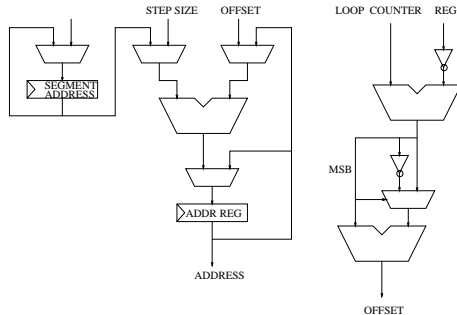 STEP SIZE OFFSET LOOP COUNTER REG
SEGMENT
ADDRESS
MSB
ADDR REG
ADDRESS
OFFSET